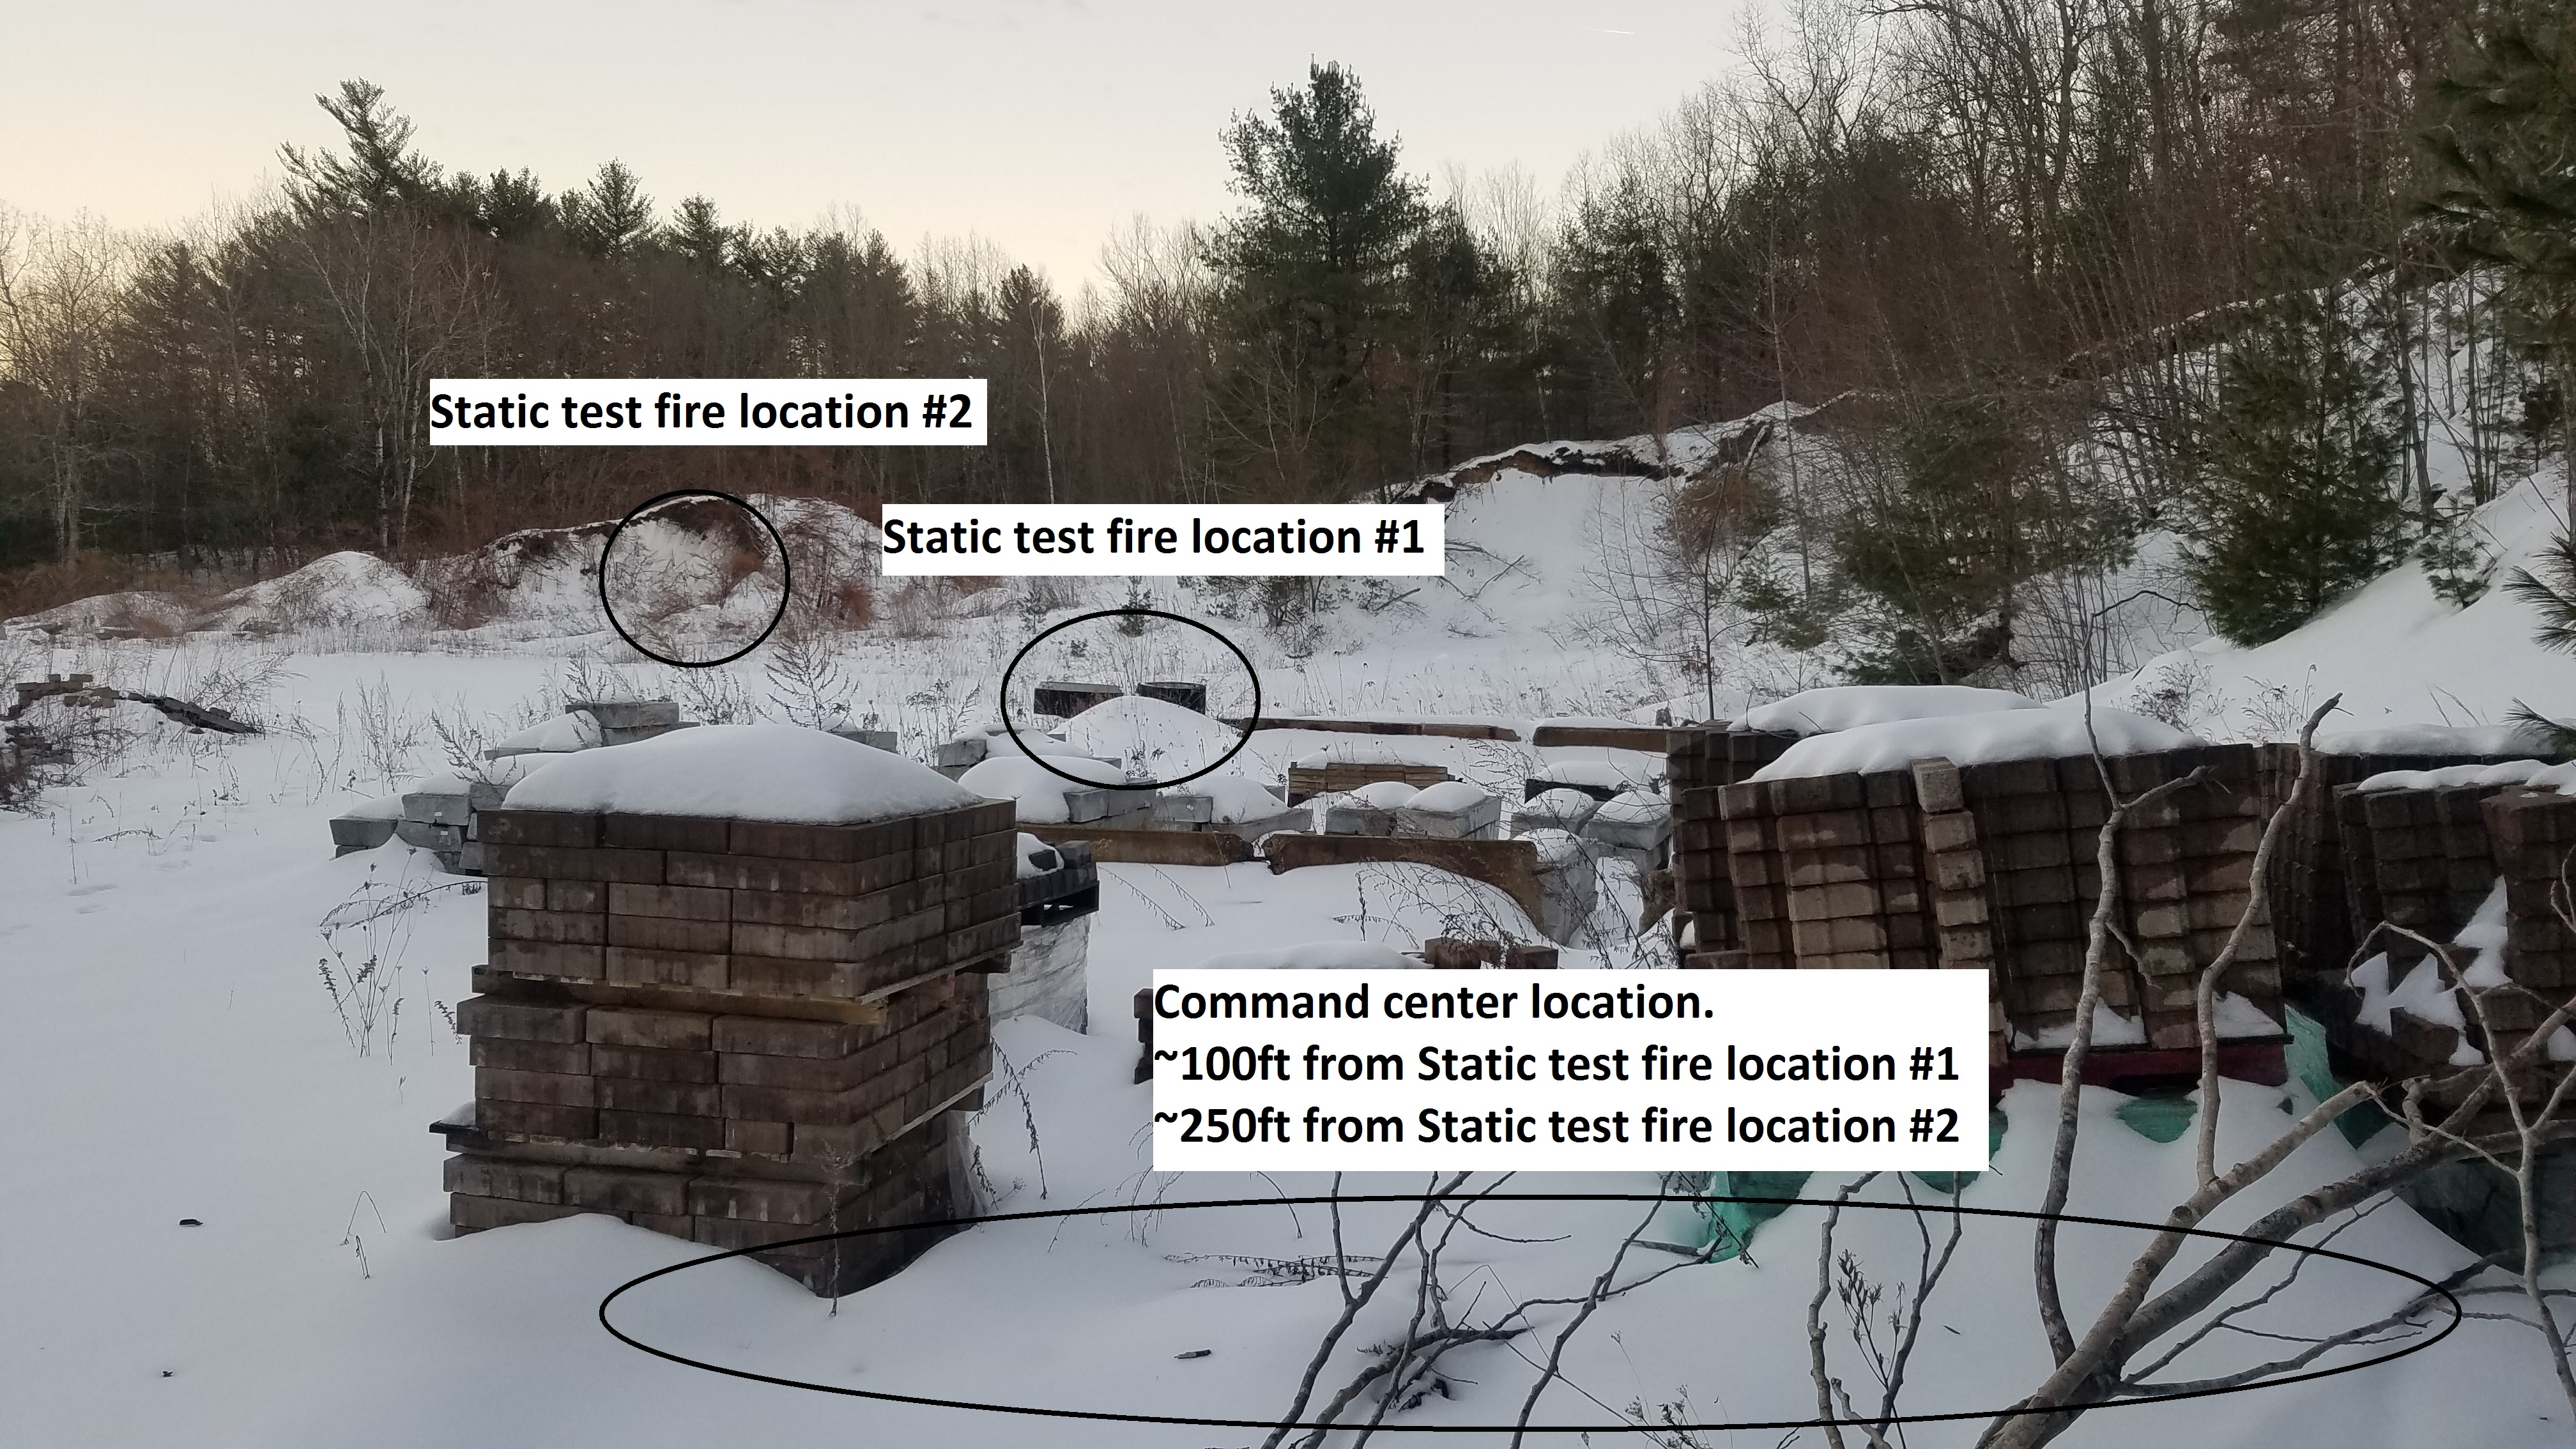 Static test fire location #2
Static test fire location #1
Command center location.
~100ft from Static test fire location #1
~250ft from Static test fire location #2